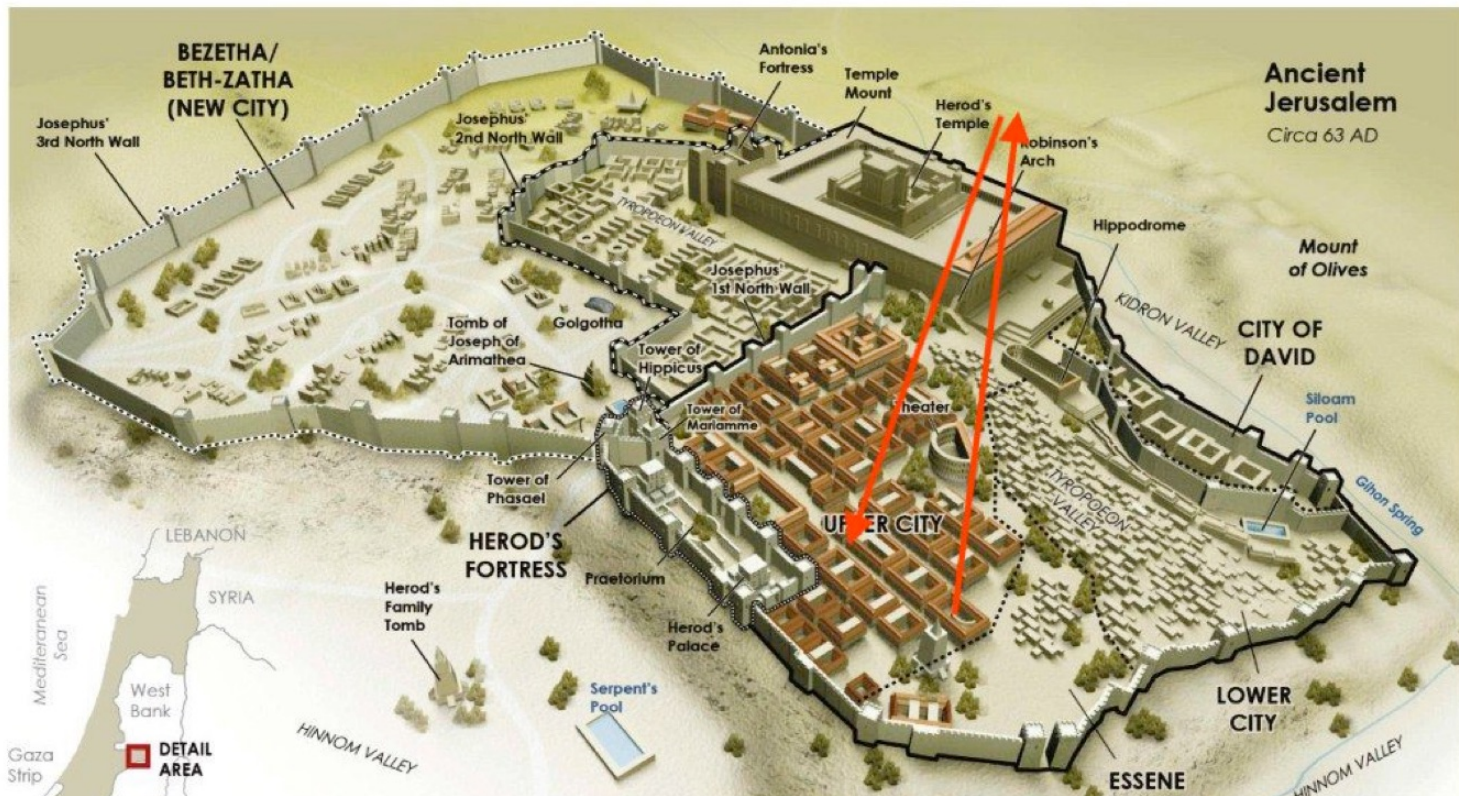 BEZETHA/
BETH-ZATHA
(NEW CITY)
Antonia's
Fortress
Temple
Mount
Herod's
Temple
Ancient
Jerusalem
Circa 63 AD
Josephus'
3rd North Wall
Josephus'
2nd North Wall
Robinson's
Arch
TYROPOEON
VALLEY
Hippodrome
Mount
of Olives
Josephus'
1st North Wall
KIDRON VALLEY
Golgotha
Tomb of
Joseph of
Arimathea
Tower of
Hippicus
CITY OF
DAVID
Tower of
Mariamme
Theater
Siloam
Pool
Tower of
Phasael
TYROPOEON
VALLEY
Gihon Spring
UPPER CITY
HEROD'S
FORTRESS
Praetorium
LEBANON
SYRIA
Mediteranean
Sea
Herod's
Family
Tomb
Herod's
Palace
West
Bank
Serpent's
Pool
LOWER
CITY
Gaza
Strip
DETAIL
AREA
HINNOM VALLEY
ESSENE
HINNOM VALLEY